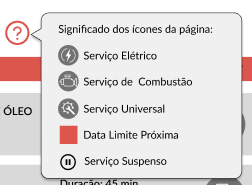 ?
Significado dos ícones da página:
Serviço Elétrico
Serviço de Combustão
Serviço Universal
ÓLEO
Data Limite Próxima
Serviço Suspenso
Duração: 45 min